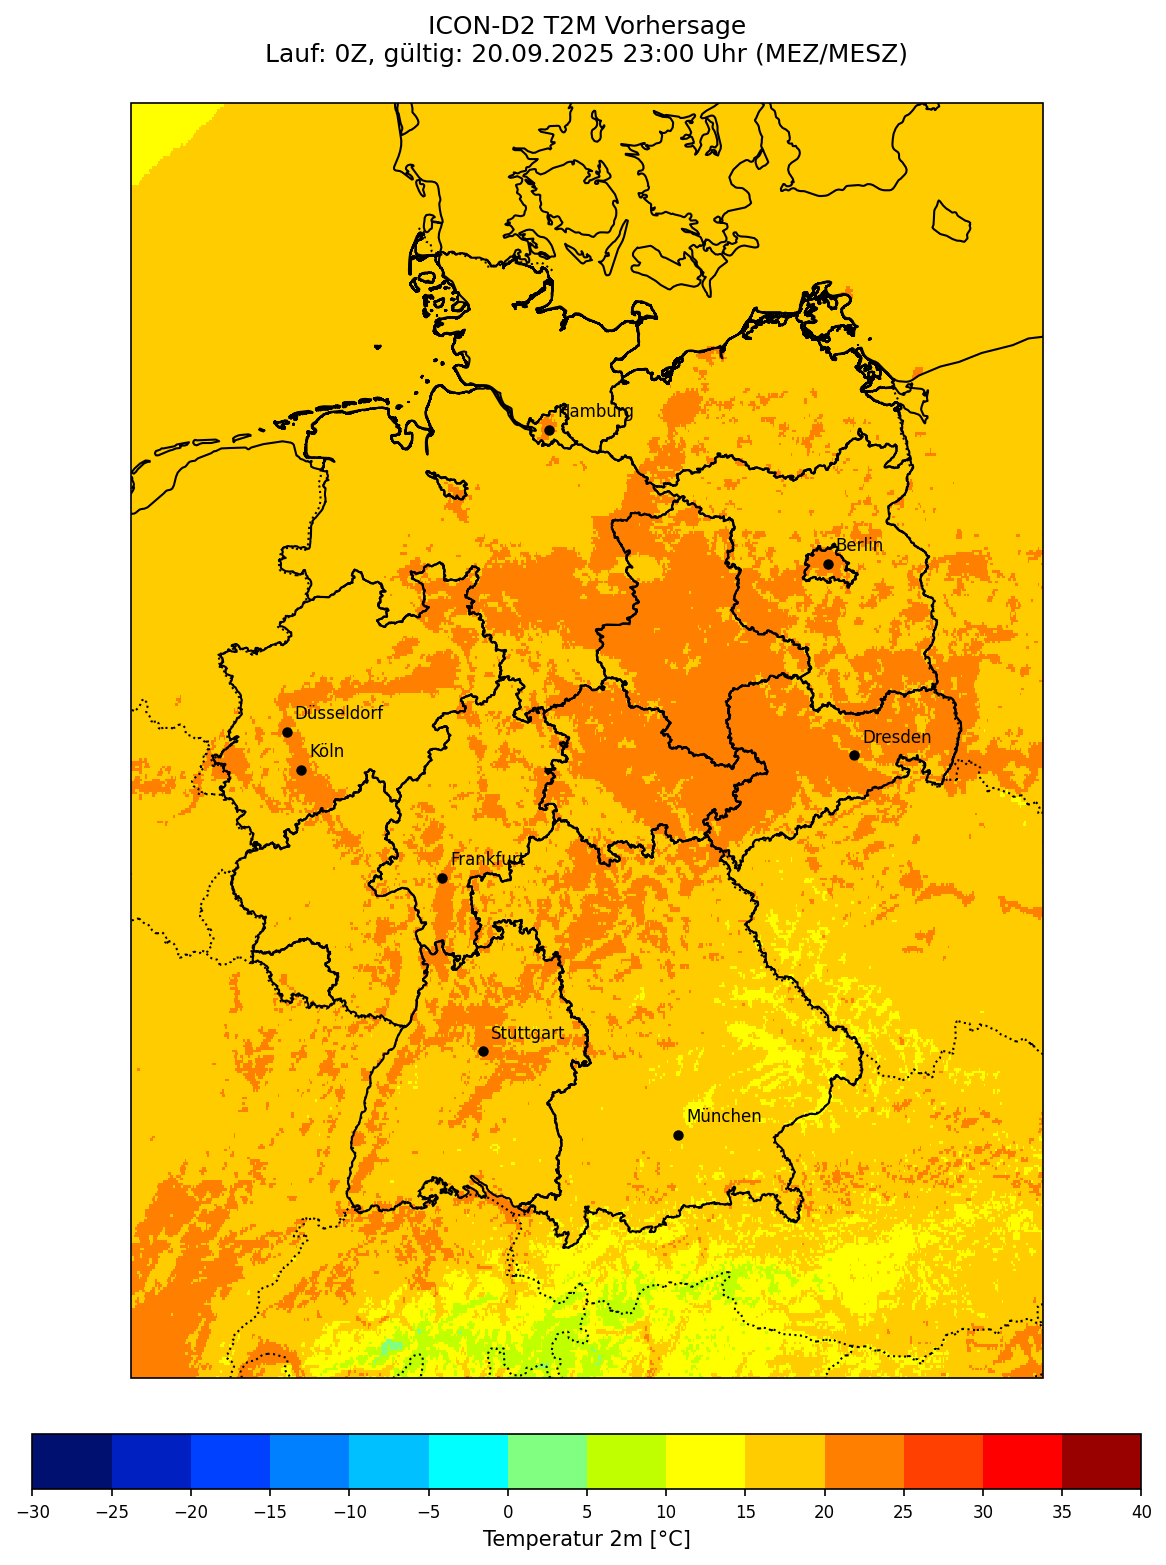 ICON-D2 T2M Vorhersage
Lauf: 0Z, gültig: 20.09.2025 23:00 Uhr (MEZ/MESZ)
Hamburg
Berlin
Düsseldorf
Köln
Dresden
Frankfurt
Stuttgart
München
−30 −25 −20 −15 −10 −5 0 5 10 15 20 25 30 35 40
Temperatur 2m [°C]